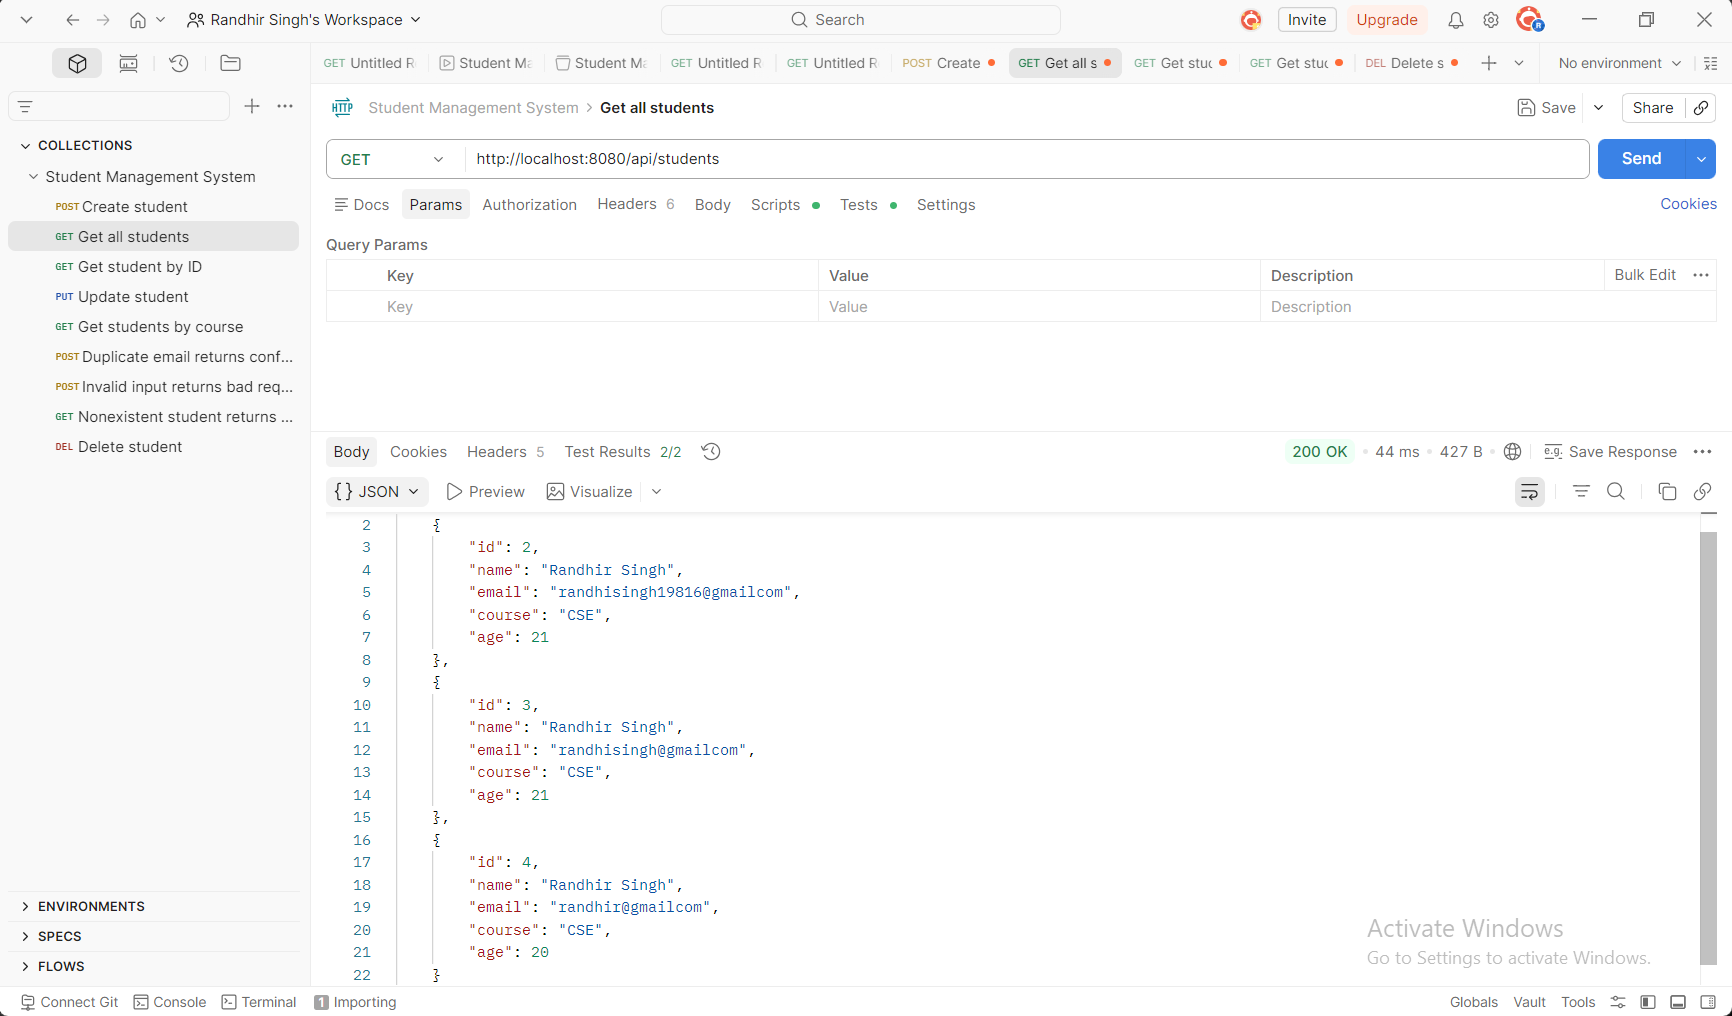 Randhir Singh's Workspace
Search
Invite
Upgrade
GET Untitled R
Student Ma
Student Ma
GET Untitled R
GET Untitled R
POST Create
GET Get all s
GET Get stuc
GET Get stuc
DEL Delete s
No environment
HTTP
Student Management System > Get all students
Save
Share
COLLECTIONS
Student Management System
POST Create student
GET Get all students
GET Get student by ID
PUT Update student
GET Get students by course
POST Duplicate email returns conf...
POST Invalid input returns bad req...
GET Nonexistent student returns ...
DEL Delete student
ENVIRONMENTS
SPECS
FLOWS
GET
http://localhost:8080/api/students
Send
Docs
Params
Authorization
Headers 6
Body
Scripts
Tests
Settings
Cookies
Query Params
Key
Value
Description
Bulk Edit
Key
Value
Description
Body
Cookies
Headers 5
Test Results 2/2
200 OK
44 ms
427 B
e.g. Save Response
{} JSON
Preview
Visualize
2 {
3 "id": 2,
4 "name": "Randhir Singh",
5 "email": "randhisingh19816@gmailcom",
6 "course": "CSE",
7 "age": 21
8 },
9 {
10 "id": 3,
11 "name": "Randhir Singh",
12 "email": "randhisingh@gmailcom",
13 "course": "CSE",
14 "age": 21
15 },
16 {
17 "id": 4,
18 "name": "Randhir Singh",
19 "email": "randhir@gmailcom",
20 "course": "CSE",
21 "age": 20
22 }
Activate Windows
Go to Settings to activate Windows.
Connect Git
Console
Terminal
1 Importing
Globals
Vault
Tools